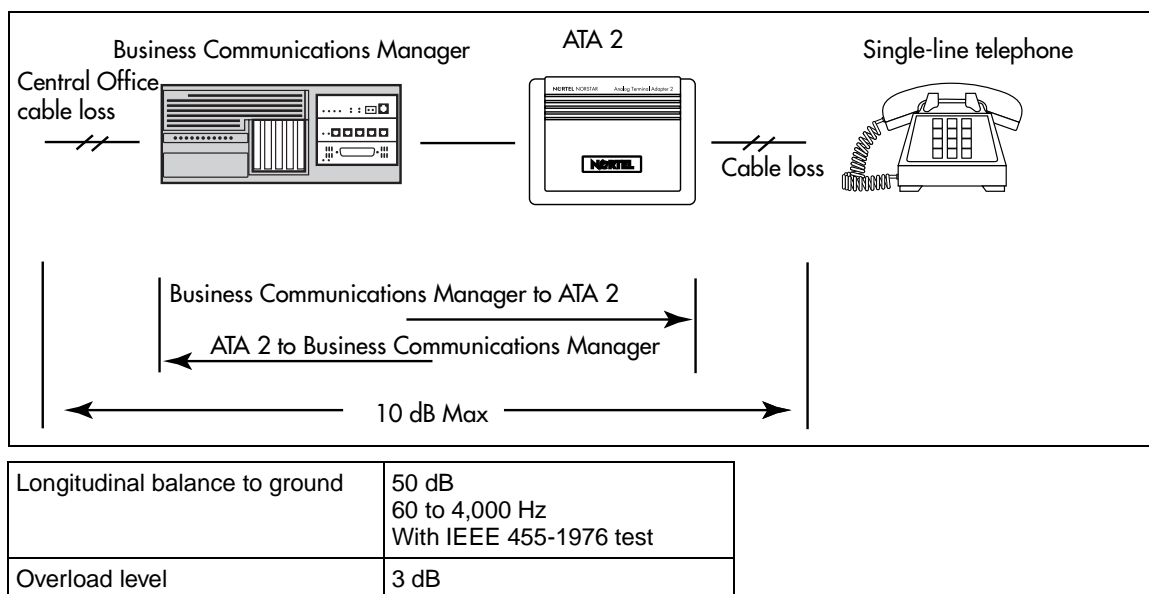 Business Communications Manager
ATA 2
Single-line telephone
Central Office
cable loss
NORTEL NORSTAR Analog Terminal Adapter 2
NORTEL
Cable loss
Business Communications Manager to ATA 2
ATA 2 to Business Communications Manager
10 dB Max
Longitudinal balance to ground
50 dB
60 to 4,000 Hz
With IEEE 455-1976 test
Overload level
3 dB